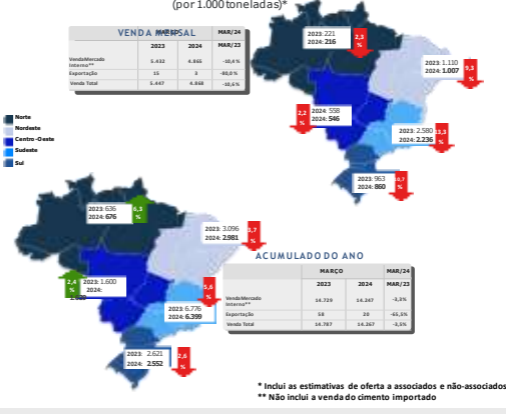 (por 1.000 toneladas)*
VENDA MENSAL
MARÇO MAR/24
2023 2024 MAR/23
Venda Mercado Interno** 5.432 4.865 -10,4%
Exportação 15 3 -80,0%
Venda Total 5.447 4.868 -10,6%
2023: 221
2024: 216
2,3
%
2023: 1.110
2024: 1.007
9,3
%
2024: 558
2024: 546
2,2
%
2023: 2.580
2024: 2.236
13,3
%
2023: 963
2024: 860
10,7
%
Norte
Nordeste
Centro-Oeste
Sudeste
Sul
2023: 636
2024: 676
6,3
%
2023: 3.096
2024: 2.981
3,7
%
2023: 1.600
2024:
2,4
%
2023: 6.776
2024: 6.399
5,6
%
2023: 2.621
2024: 2.552
2,6
%
ACUMULADO DO ANO
MARÇO MAR/24
2023 2024 MAR/23
Venda Mercado Interno** 14.729 14.247 -3,3%
Exportação 58 20 -65,5%
Venda Total 14.787 14.267 -3,5%
* Inclui as estimativas de oferta a associados e não-associados
** Não inclui a venda do cimento importado